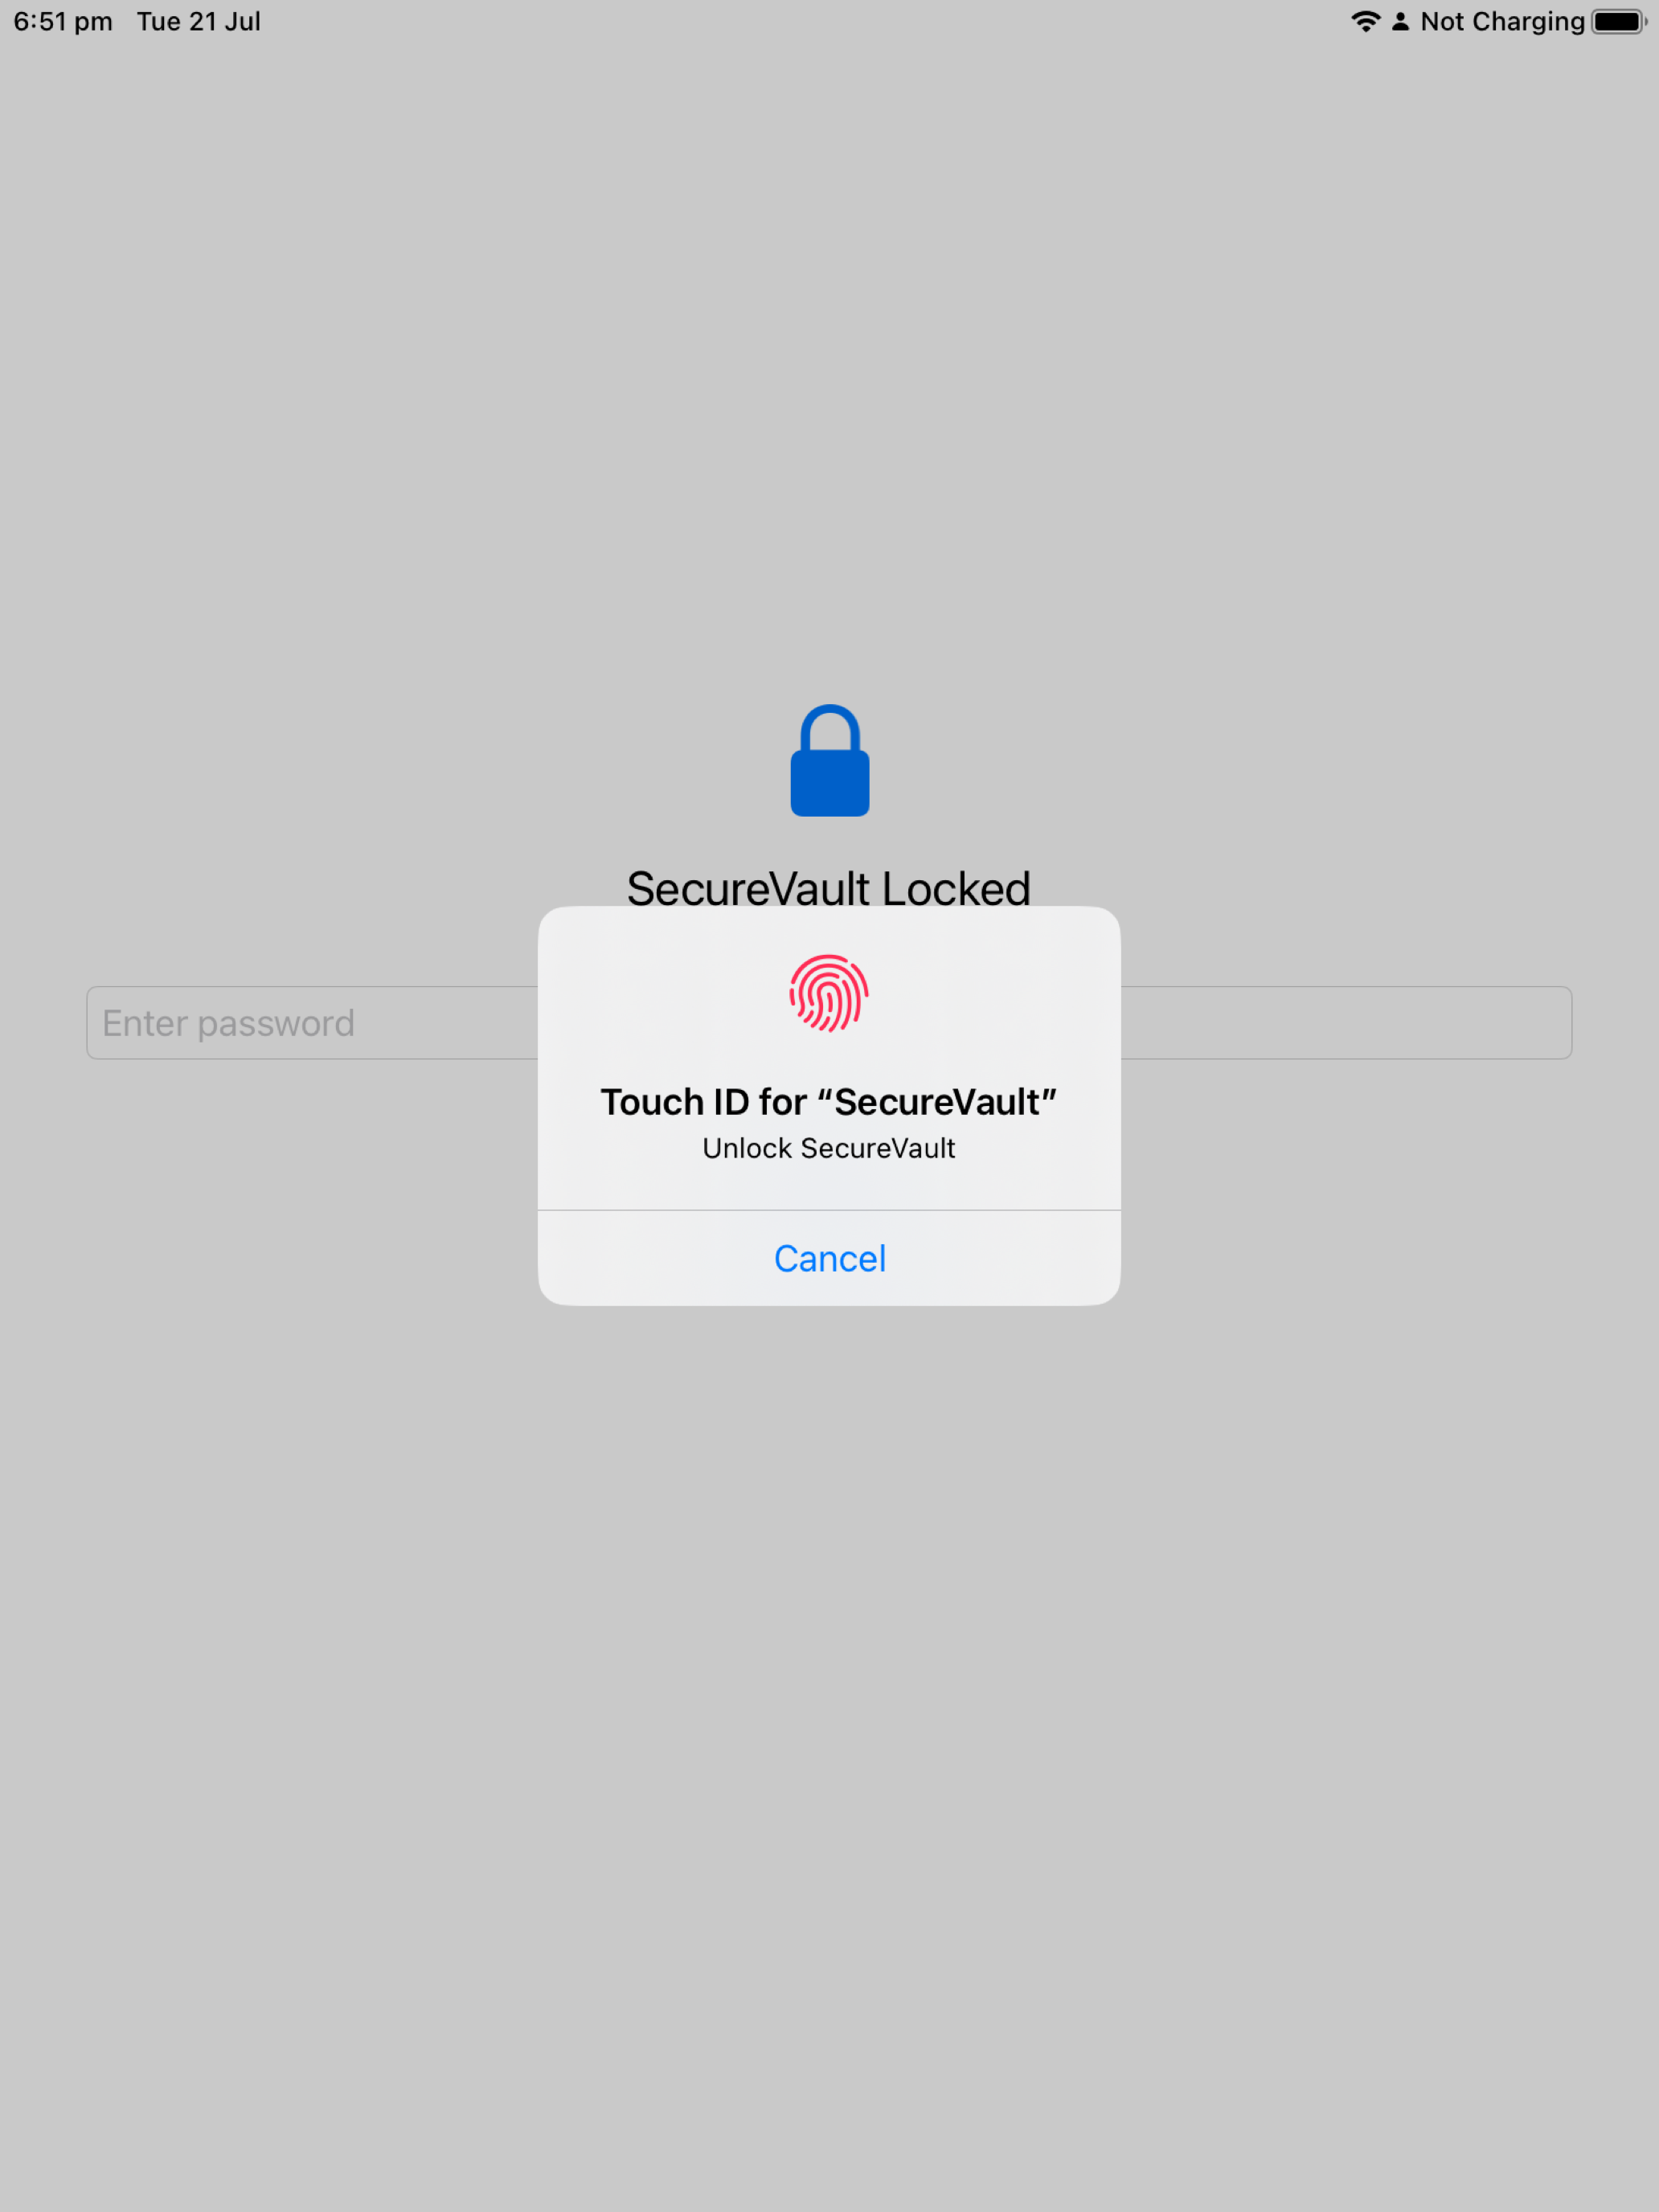 6:51 pm Tue 21 Jul
Not Charging
SecureVault Locked
Enter password
Touch ID for “SecureVault”
Unlock SecureVault
Cancel